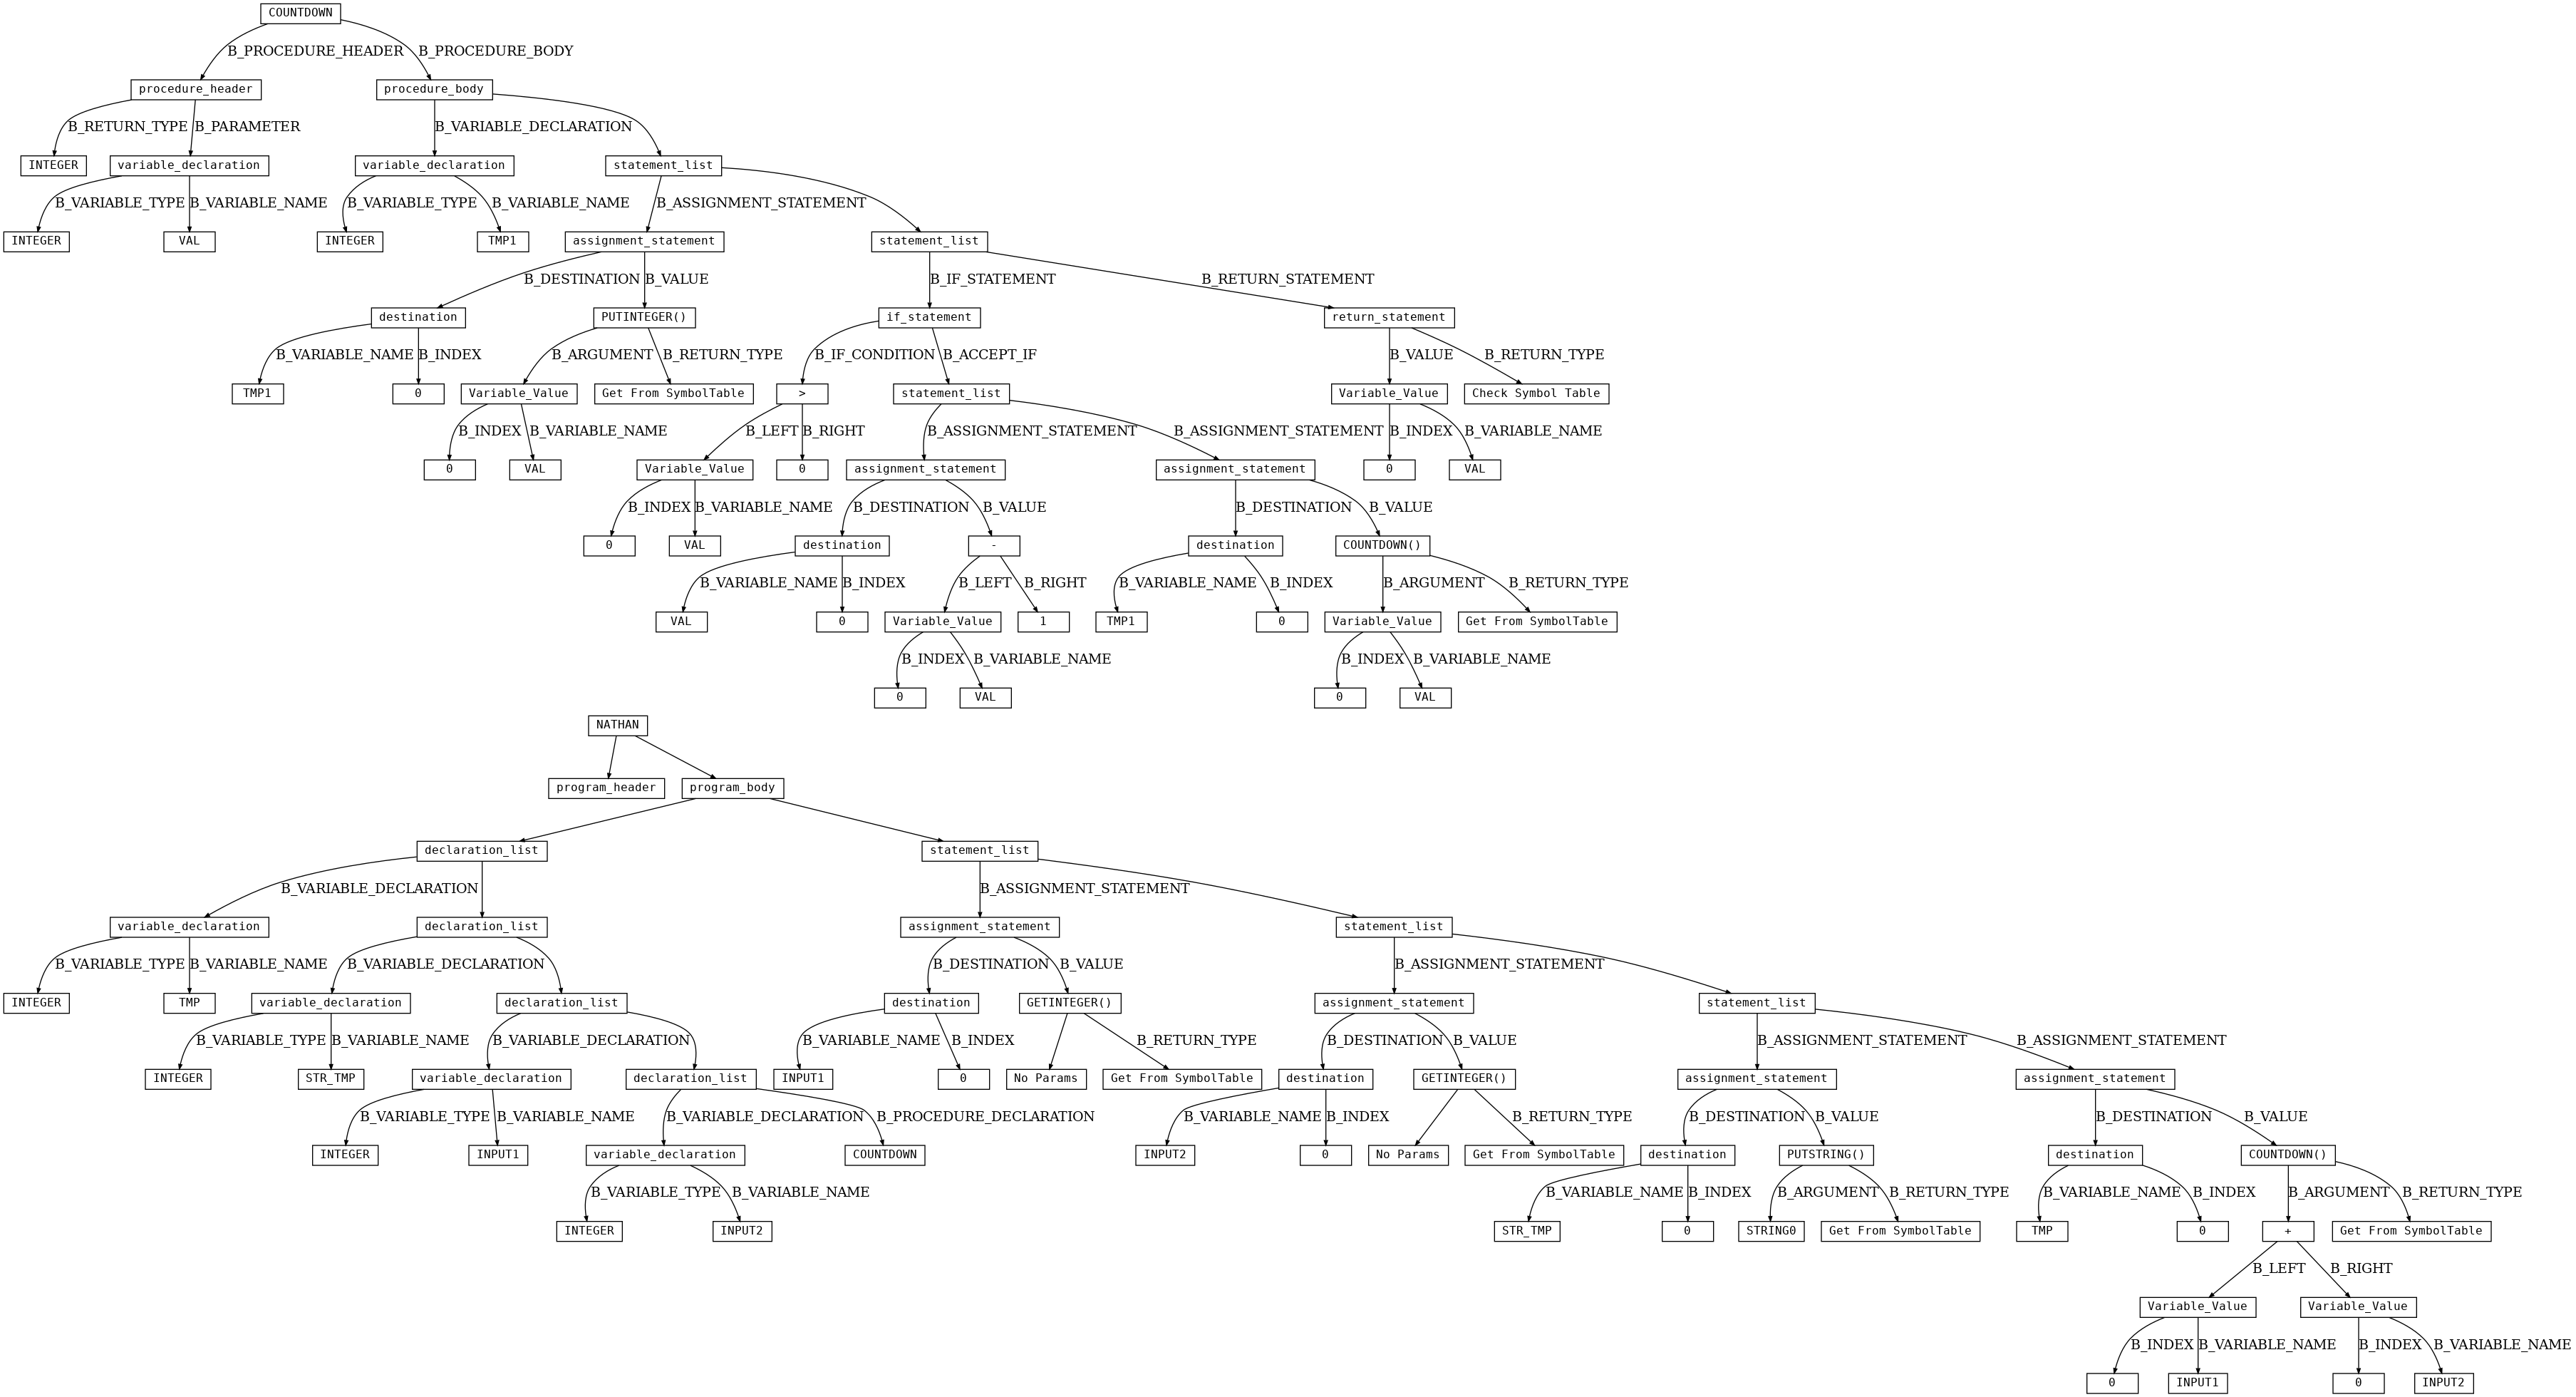 COUNTDOWN
B_PROCEDURE_HEADER B_PROCEDURE_BODY
procedure_header procedure_body
B_RETURN_TYPE B_PARAMETER B_VARIABLE_DECLARATION
INTEGER variable_declaration variable_declaration statement_list
B_VARIABLE_TYPE B_VARIABLE_NAME B_VARIABLE_TYPE B_VARIABLE_NAME B_ASSIGNMENT_STATEMENT
INTEGER VAL INTEGER TMP1 assignment_statement statement_list
B_DESTINATION B_VALUE B_IF_STATEMENT B_RETURN_STATEMENT
destination PUTINTEGER() if_statement return_statement
B_VARIABLE_NAME B_INDEX B_ARGUMENT B_RETURN_TYPE B_IF_CONDITION B_ACCEPT_IF B_VALUE B_RETURN_TYPE
TMP1 0 Variable_Value Get From SymbolTable > statement_list Variable_Value Check Symbol Table
B_INDEX B_VARIABLE_NAME B_LEFT B_RIGHT B_ASSIGNMENT_STATEMENT B_ASSIGNMENT_STATEMENT B_INDEX B_VARIABLE_NAME
0 VAL Variable_Value 0 assignment_statement assignment_statement 0 VAL
B_INDEX B_VARIABLE_NAME B_DESTINATION B_VALUE B_DESTINATION B_VALUE
0 VAL destination - destination COUNTDOWN()
B_VARIABLE_NAME B_INDEX B_LEFT B_RIGHT B_VARIABLE_NAME B_INDEX B_ARGUMENT B_RETURN_TYPE
VAL 0 Variable_Value 1 TMP1 0 Variable_Value Get From SymbolTable
B_INDEX B_VARIABLE_NAME B_INDEX B_VARIABLE_NAME
0 VAL 0 VAL
NATHAN
program_header program_body
declaration_list statement_list
B_VARIABLE_DECLARATION B_ASSIGNMENT_STATEMENT
variable_declaration declaration_list assignment_statement statement_list
B_VARIABLE_TYPE B_VARIABLE_NAME B_VARIABLE_DECLARATION B_DESTINATION B_VALUE B_ASSIGNMENT_STATEMENT
INTEGER TMP variable_declaration declaration_list destination GETINTEGER() assignment_statement statement_list
B_VARIABLE_TYPE B_VARIABLE_NAME B_VARIABLE_DECLARATION B_VARIABLE_NAME B_INDEX B_RETURN_TYPE B_DESTINATION B_VALUE B_ASSIGNMENT_STATEMENT B_ASSIGNMENT_STATEMENT
INTEGER STR_TMP variable_declaration declaration_list INPUT1 0 No Params Get From SymbolTable destination GETINTEGER() assignment_statement assignment_statement
B_VARIABLE_TYPE B_VARIABLE_NAME B_VARIABLE_DECLARATION B_PROCEDURE_DECLARATION B_VARIABLE_NAME B_INDEX B_RETURN_TYPE B_DESTINATION B_VALUE B_DESTINATION B_VALUE
INTEGER INPUT1 variable_declaration COUNTDOWN INPUT2 0 No Params Get From SymbolTable destination PUTSTRING() destination COUNTDOWN()
B_VARIABLE_TYPE B_VARIABLE_NAME B_VARIABLE_NAME B_INDEX B_ARGUMENT B_RETURN_TYPE B_VARIABLE_NAME B_INDEX B_ARGUMENT B_RETURN_TYPE
INTEGER INPUT2 STR_TMP 0 STRING0 Get From SymbolTable TMP 0 + Get From SymbolTable
B_LEFT B_RIGHT
Variable_Value Variable_Value
B_INDEX B_VARIABLE_NAME B_INDEX B_VARIABLE_NAME
0 INPUT1 0 INPUT2